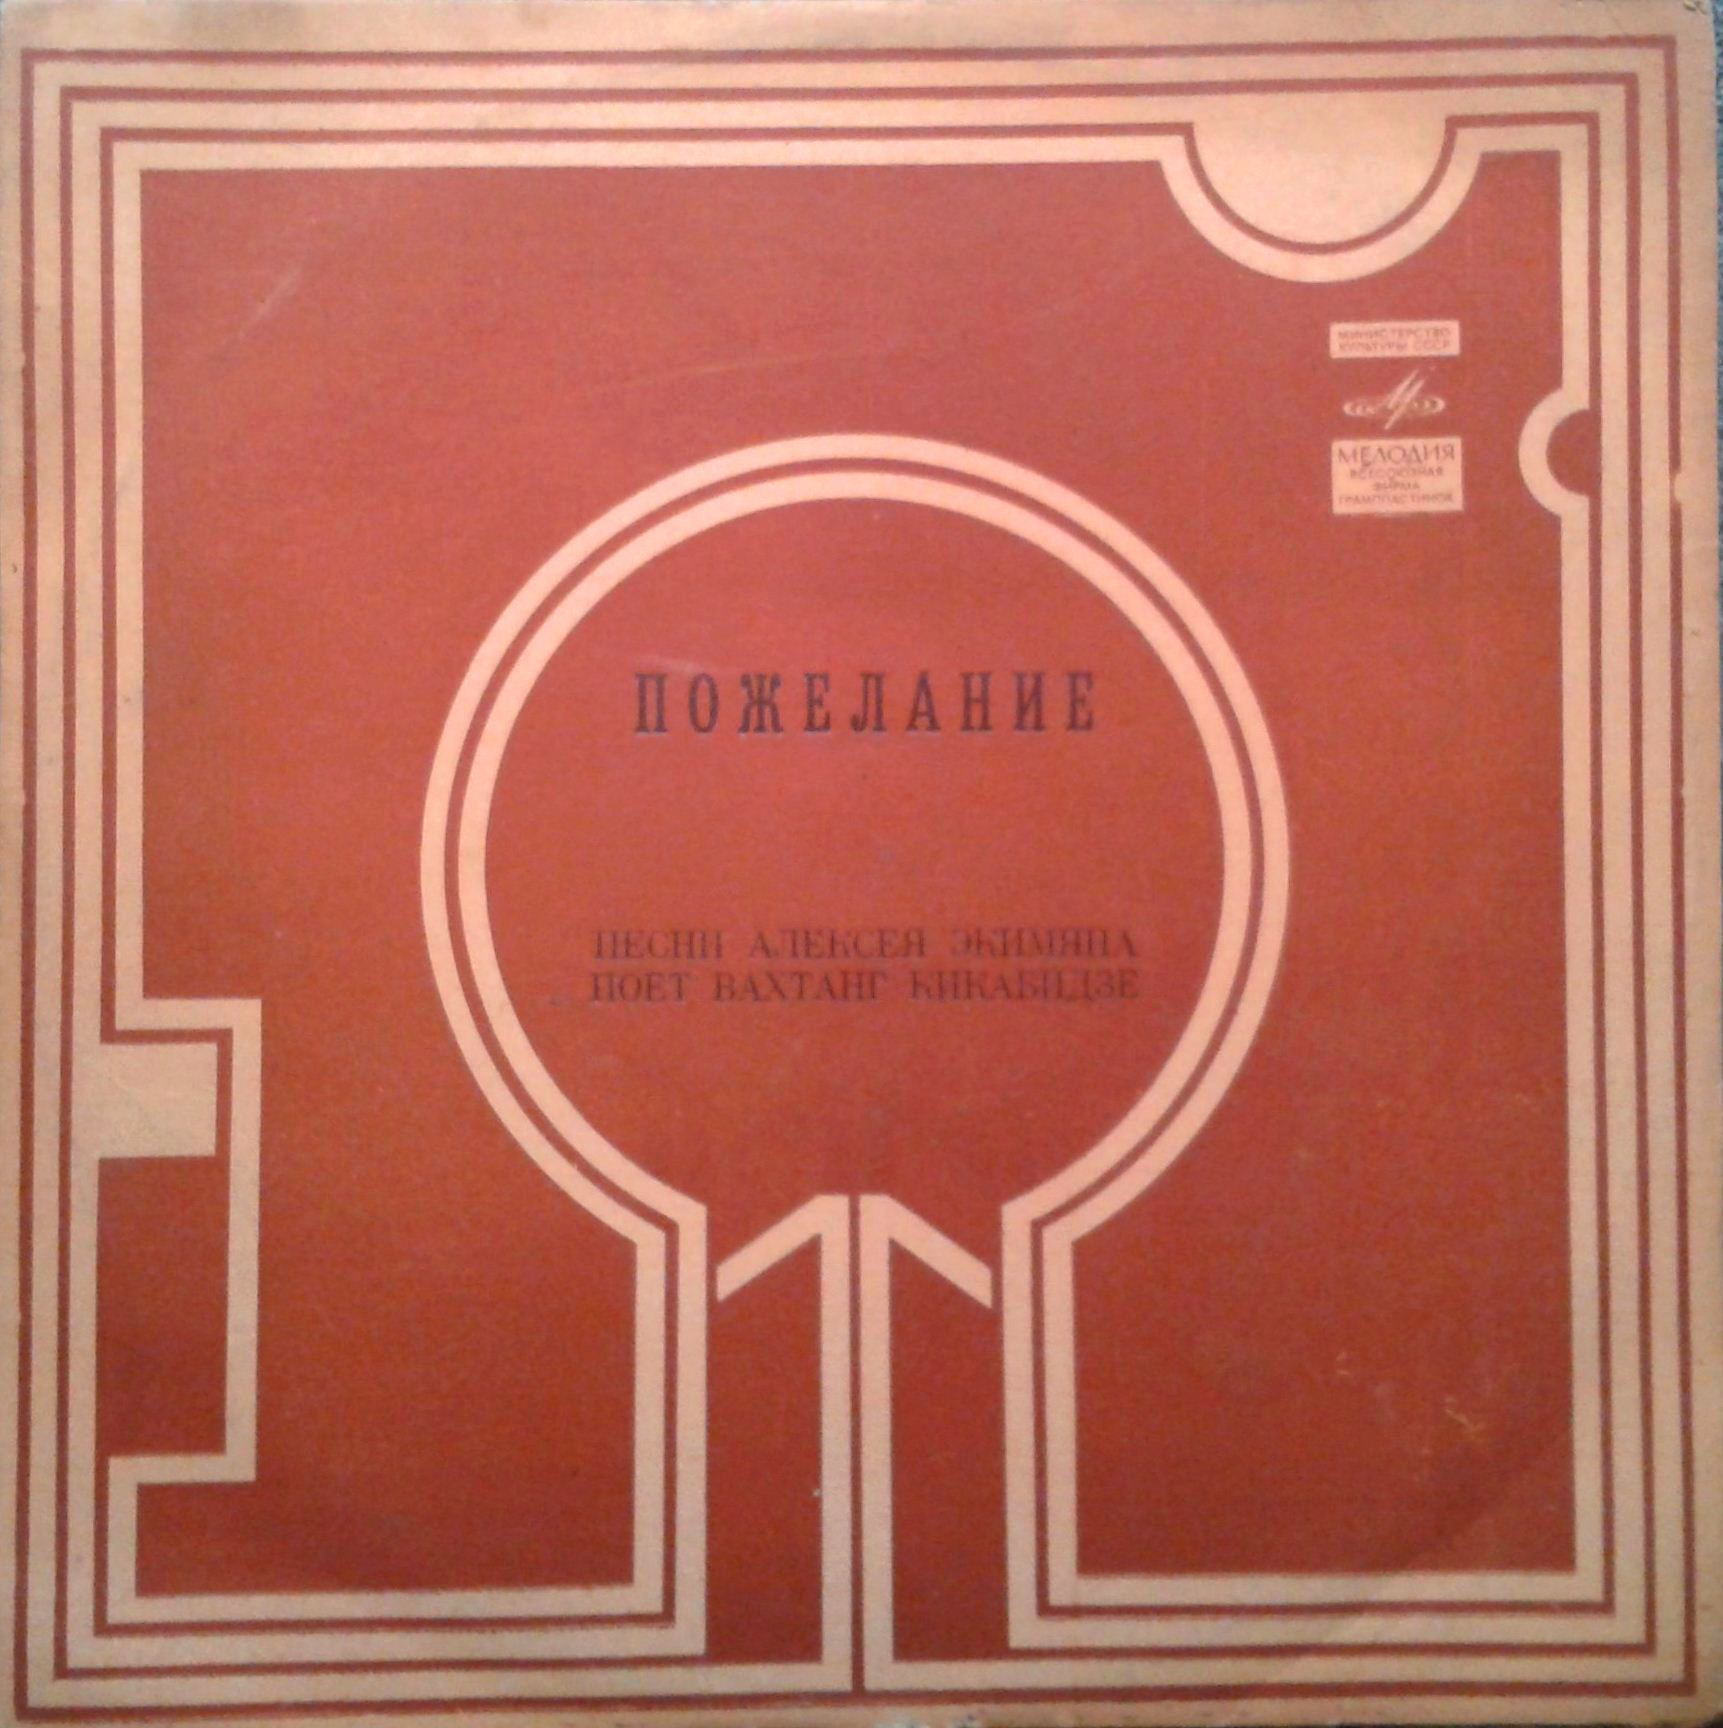 МИНИСТЕРСТВО
КУЛЬТУРЫ СССР
МЕЛОДИЯ
ВСЕСОЮЗНАЯ
ФИРМА
ГРАМПЛАСТИНОК
ПОЖЕЛАНИЕ
ПЕСНИ АЛЕКСЕЯ ЭКИМЯНА
ПОЕТ ВАХТАНГ КИКАБИДЗЕ